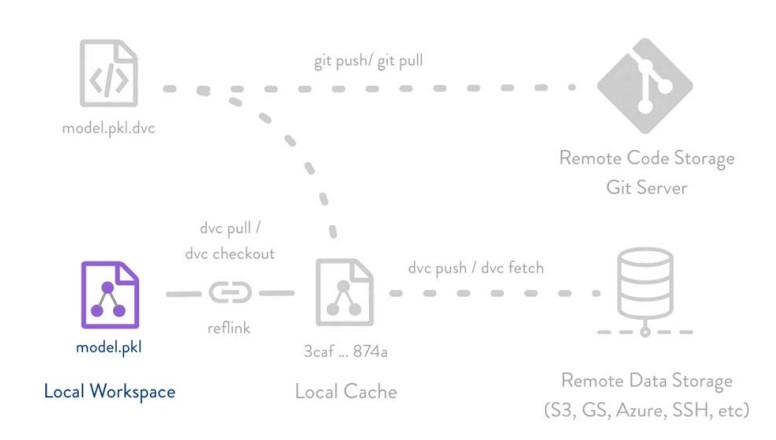 git push/ git pull
model.pkl.dvc
Remote Code Storage
Git Server
dvc pull /
dvc checkout
dvc push / dvc fetch
reflink
model.pkl
3caf ... 874a
Local Workspace
Local Cache
Remote Data Storage
(S3, GS, Azure, SSH, etc)